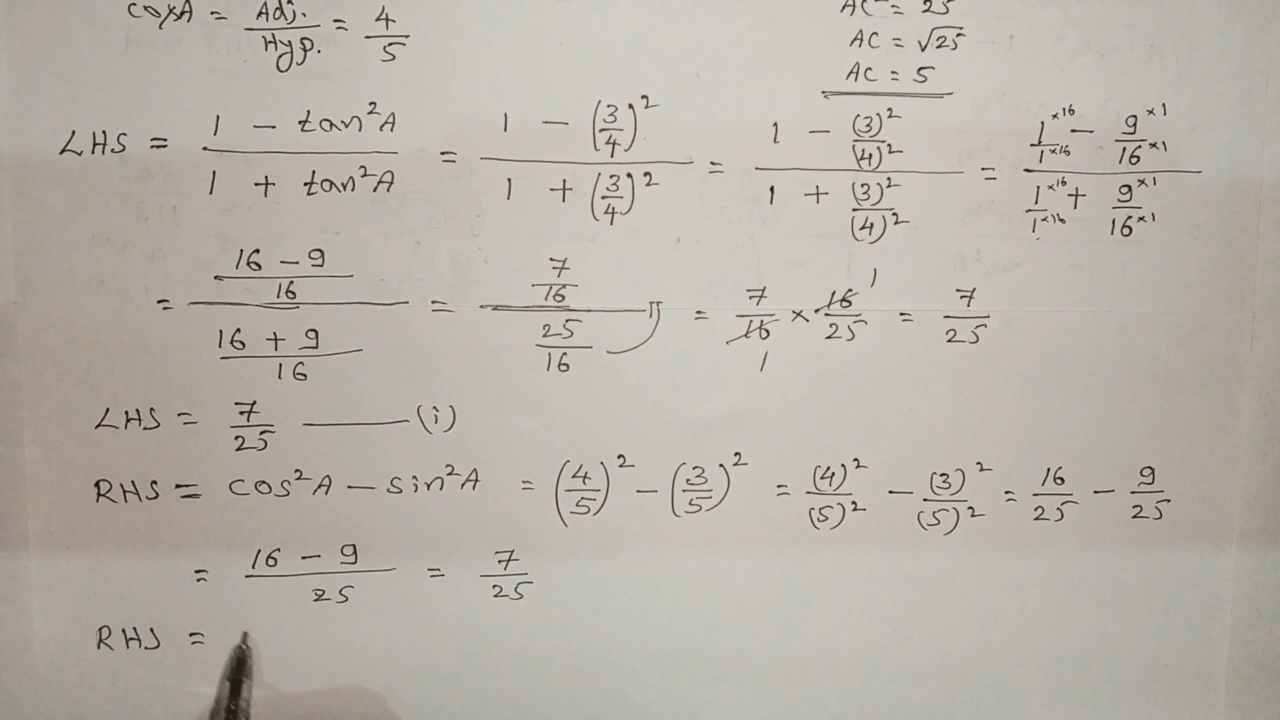 cosA = Adj./Hyp. = 4/5
AC² = 25
AC = √25
AC = 5
LHS = (1 - tan²A)/(1 + tan²A) = (1 - (3/4)²)/(1 + (3/4)²) = (1 - (3)²/(4)²)/(1 + (3)²/(4)²) = (1×16/1×16 - 9×1/16×1)/(1×16/1×16 + 9×1/16×1)
= ((16 - 9)/16)/((16 + 9)/16) = (7/16)/(25/16) = 7/16 1 × 16/25 1 = 7/25
LHS = 7/25 —— (i)
RHS = cos²A - sin²A = (4/5)² - (3/5)² = (4)²/(5)² - (3)²/(5)² = 16/25 - 9/25
= (16 - 9)/25 = 7/25
RHS =